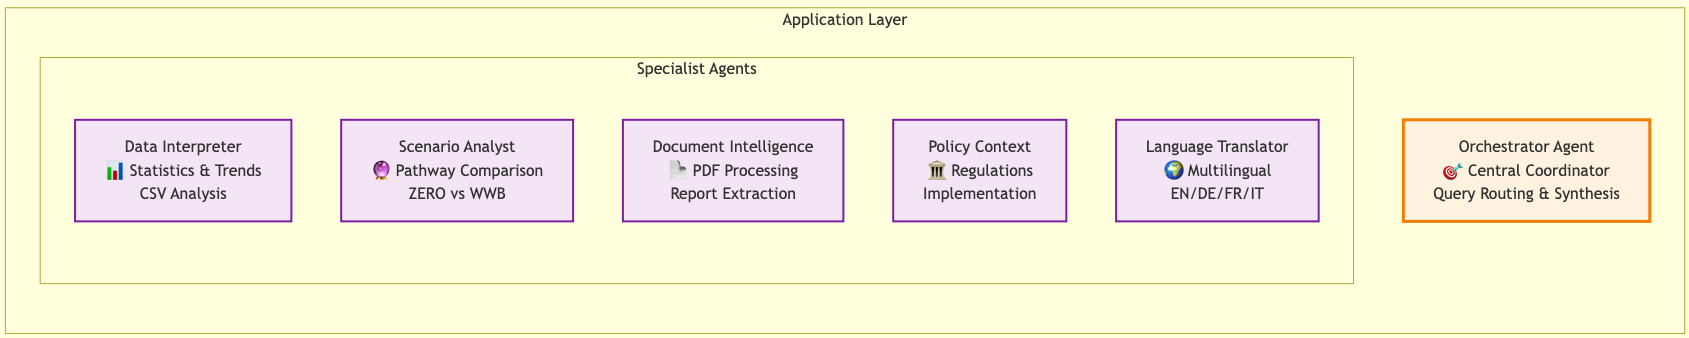 Application Layer
Specialist Agents
Data Interpreter
📊 Statistics & Trends
CSV Analysis
Scenario Analyst
🔮 Pathway Comparison
ZERO vs WWB
Document Intelligence
📄 PDF Processing
Report Extraction
Policy Context
🏛️ Regulations
Implementation
Language Translator
🌍 Multilingual
EN/DE/FR/IT
Orchestrator Agent
🎯 Central Coordinator
Query Routing & Synthesis